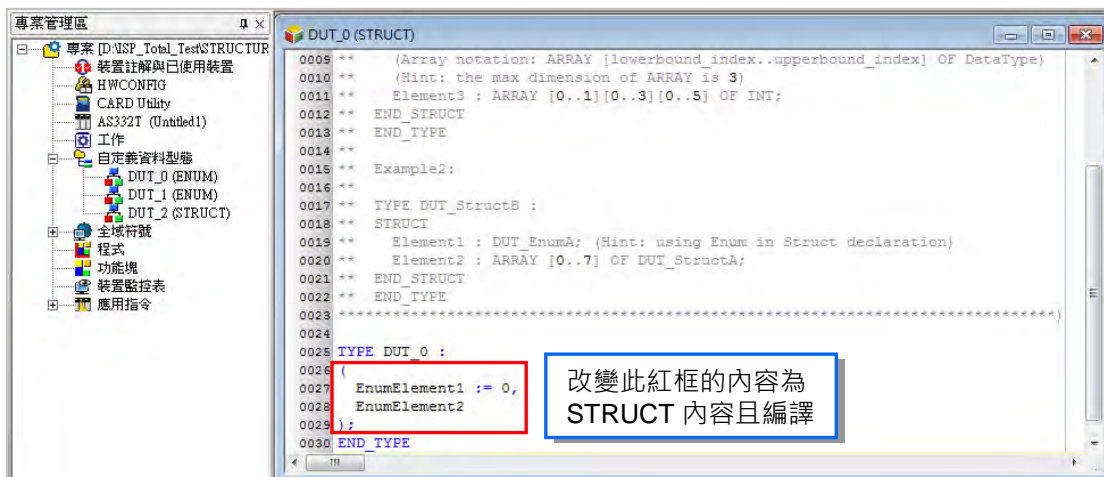 專案管理區
專案 [D:\ISP_Total_Test\STRUCTUR
裝置註解與已使用裝置
HWCONFIG
CARD Utility
AS332T (Untitled1)
工作
自定義資料型態
DUT_0 (ENUM)
DUT_1 (ENUM)
DUT_2 (STRUCT)
全域符號
程式
功能塊
裝置監控表
應用指令
DUT_0 (STRUCT)
0009 ** (Array notation: ARRAY [lowerbound_index..upperbound_index] OF DataType)
0010 ** (Hint: the max dimension of ARRAY is 3)
0011 ** Element3 : ARRAY [0..1][0..3][0..5] OF INT;
0012 ** END_STRUCT
0013 ** END_TYPE
0014 **
0015 ** Example2:
0016 **
0017 ** TYPE DUT_StructB :
0018 ** STRUCT
0019 ** Element1 : DUT_EnumA; (Hint: using Enum in Struct declaration)
0020 ** Element2 : ARRAY [0..7] OF DUT_StructA;
0021 ** END_STRUCT
0022 ** END_TYPE
0023 ********************************************************************************)
0024
0025 TYPE DUT_0 :
0026 (
0027 EnumElement1 := 0,
0028 EnumElement2
0029 );
0030 END_TYPE
改變此紅框的內容為
STRUCT 內容且編譯